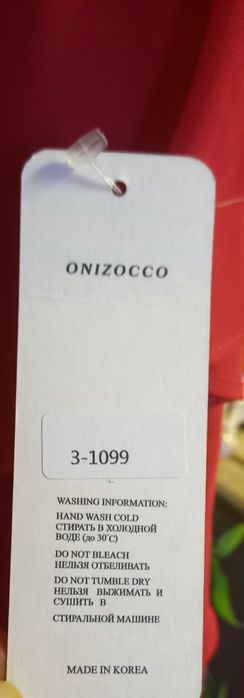 ONIZOCCO
3-1099
WASHING INFORMATION:
HAND WASH COLD
СТИРАТЬ В ХОЛОДНОЙ
ВОДЕ (до 30°C)
DO NOT BLEACH
НЕЛЬЗЯ ОТБЕЛИВАТЬ
DO NOT TUMBLE DRY
НЕЛЬЗЯ ВЫЖИМАТЬ И
СУШИТЬ В
СТИРАЛЬНОЙ МАШИНЕ
MADE IN KOREA